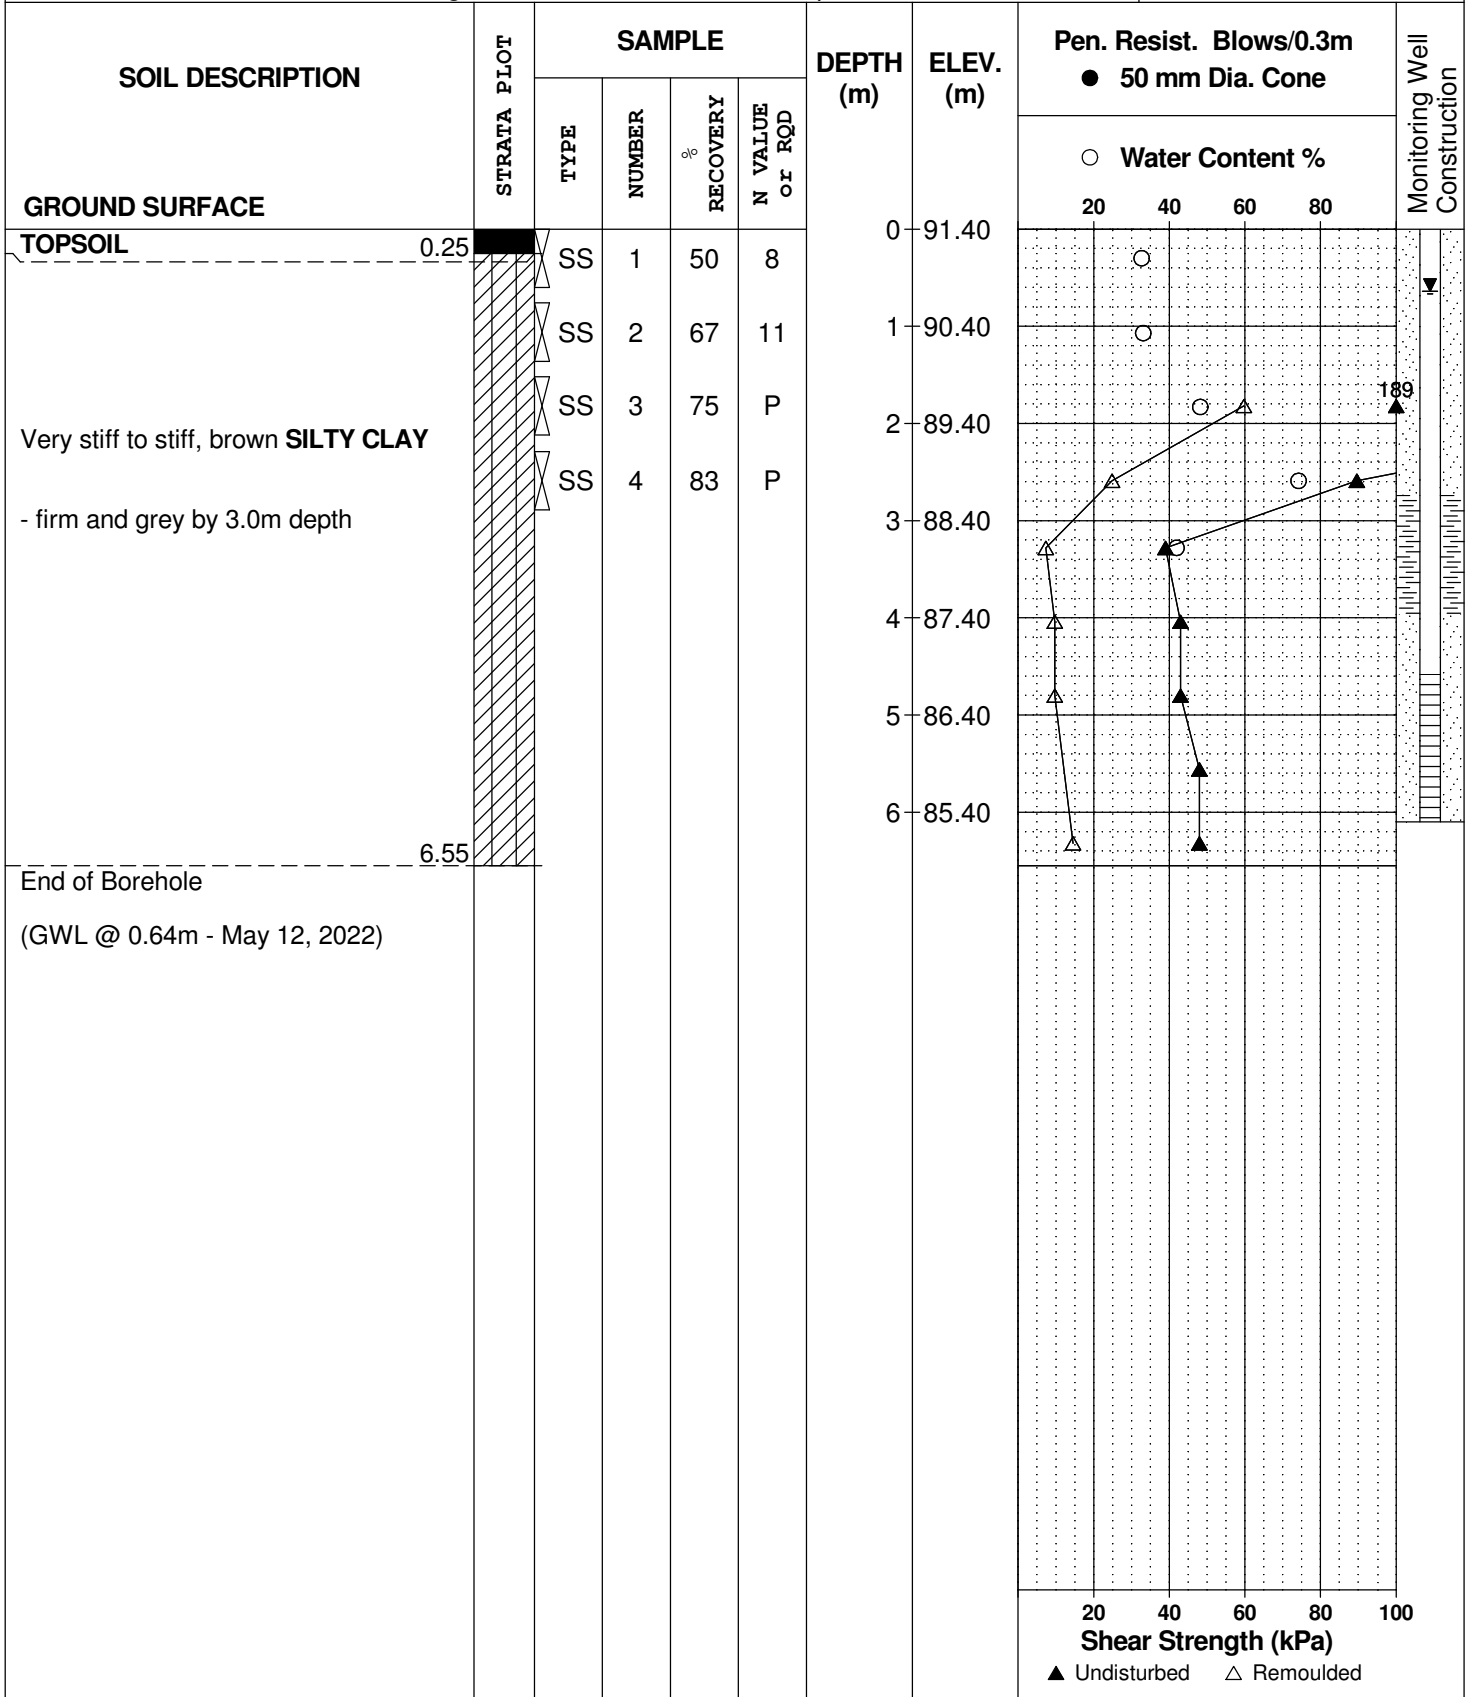 SOIL DESCRIPTION
GROUND SURFACE
STRATA PLOT
SAMPLE
TYPE
NUMBER
% RECOVERY
N VALUE or RQD
DEPTH (m)
ELEV. (m)
Pen. Resist. Blows/0.3m
● 50 mm Dia. Cone
○ Water Content %
20 40 60 80
Monitoring Well Construction
TOPSOIL 0.25
SS 1 50 8
SS 2 67 11
SS 3 75 P
SS 4 83 P
Very stiff to stiff, brown SILTY CLAY
- firm and grey by 3.0m depth
6.55
End of Borehole
(GWL @ 0.64m - May 12, 2022)
0 91.40
1 90.40
2 89.40
3 88.40
4 87.40
5 86.40
6 85.40
189
20 40 60 80 100
Shear Strength (kPa)
▲ Undisturbed △ Remoulded